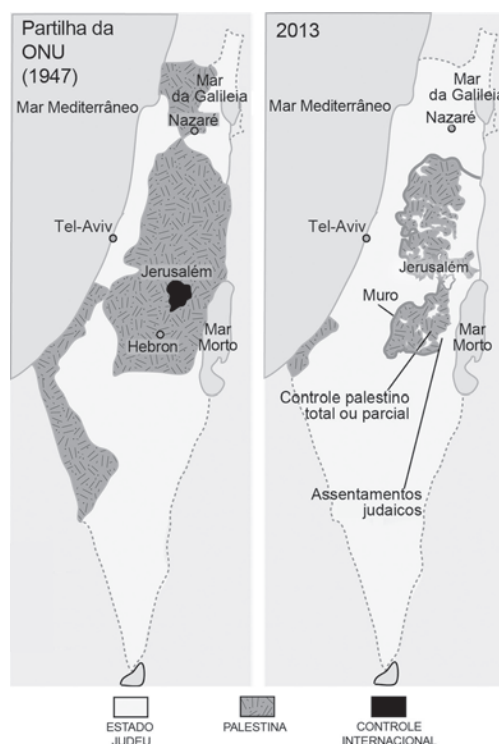 Partilha da
ONU
(1947)
Mar Mediterrâneo
Mar
da Galileia
Nazaré
Tel-Aviv
Jerusalém
Hebron
Mar
Morto
2013
Mar Mediterrâneo
Mar
da Galileia
Nazaré
Tel-Aviv
Jerusalém
Muro
Mar
Morto
Controle palestino
total ou parcial
Assentamentos
judaicos
ESTADO
JUDEU
PALESTINA
CONTROLE
INTERNACIONAL